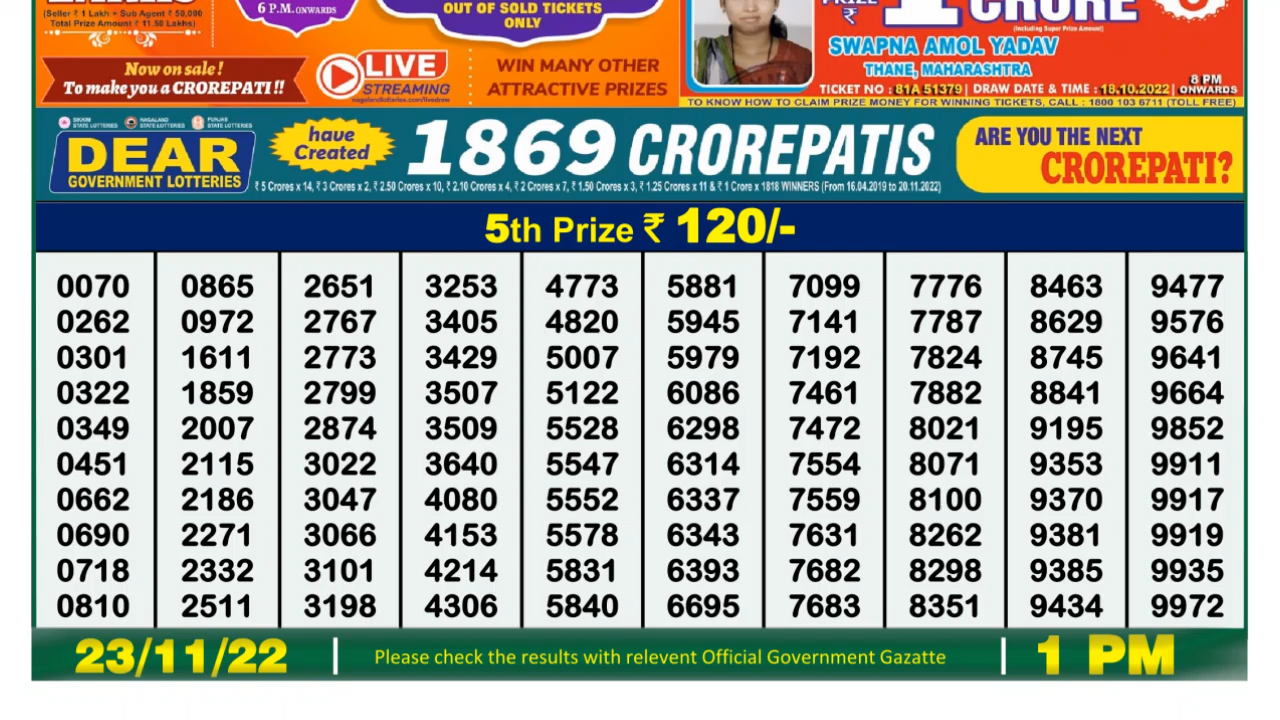 (Seller ₹ 1 Lakh + Sub Agent ₹ 50,000
Total Prize Amount ₹ 11.50 Lakhs)
6 P.M. ONWARDS
OUT OF SOLD TICKETS
ONLY
Now on sale !
To make you a CROREPATI !!
LIVE
STREAMING
nagalandlotteries.com/livedraw
WIN MANY OTHER
ATTRACTIVE PRIZES
PRIZE
₹
1
CRORE
(Including Super Prize Amount)
SWAPNA AMOL YADAV
THANE, MAHARASHTRA
TICKET NO : 81A 51379 | DRAW DATE & TIME : 18.10.2022 | 8 PM ONWARDS
TO KNOW HOW TO CLAIM PRIZE MONEY FOR WINNING TICKETS, CALL : 1800 103 6711 (TOLL FREE)
SIKKIM STATE LOTTERIES NAGALAND STATE LOTTERIES PUNJAB STATE LOTTERIES
DEAR
GOVERNMENT LOTTERIES
have
Created
1869 CROREPATIS
₹ 5 Crores x 14, ₹ 3 Crores x 2, ₹ 2.50 Crores x 10, ₹ 2.10 Crores x 4, ₹ 2 Crores x 7, ₹ 1.50 Crores x 3, ₹ 1.25 Crores x 11 & ₹ 1 Crore x 1818 WINNERS (From 16.04.2019 to 20.11.2022)
ARE YOU THE NEXT
CROREPATI?
5th Prize ₹ 120/-
0070 0865 2651 3253 4773 5881 7099 7776 8463 9477
0262 0972 2767 3405 4820 5945 7141 7787 8629 9576
0301 1611 2773 3429 5007 5979 7192 7824 8745 9641
0322 1859 2799 3507 5122 6086 7461 7882 8841 9664
0349 2007 2874 3509 5528 6298 7472 8021 9195 9852
0451 2115 3022 3640 5547 6314 7554 8071 9353 9911
0662 2186 3047 4080 5552 6337 7559 8100 9370 9917
0690 2271 3066 4153 5578 6343 7631 8262 9381 9919
0718 2332 3101 4214 5831 6393 7682 8298 9385 9935
0810 2511 3198 4306 5840 6695 7683 8351 9434 9972
23/11/22 | Please check the results with relevent Official Government Gazatte | 1 PM